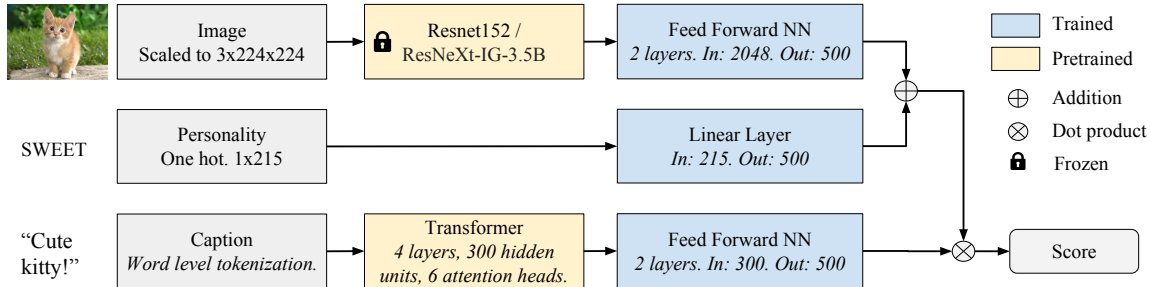 Image
Scaled to 3x224x224
Resnet152 /
ResNeXt-IG-3.5B
Feed Forward NN
2 layers. In: 2048. Out: 500
Trained
Pretrained
Addition
Dot product
Frozen
SWEET
Personality
One hot. 1x215
Linear Layer
In: 215. Out: 500
“Cute
kitty!”
Caption
Word level tokenization.
Transformer
4 layers, 300 hidden
units, 6 attention heads.
Feed Forward NN
2 layers. In: 300. Out: 500
Score